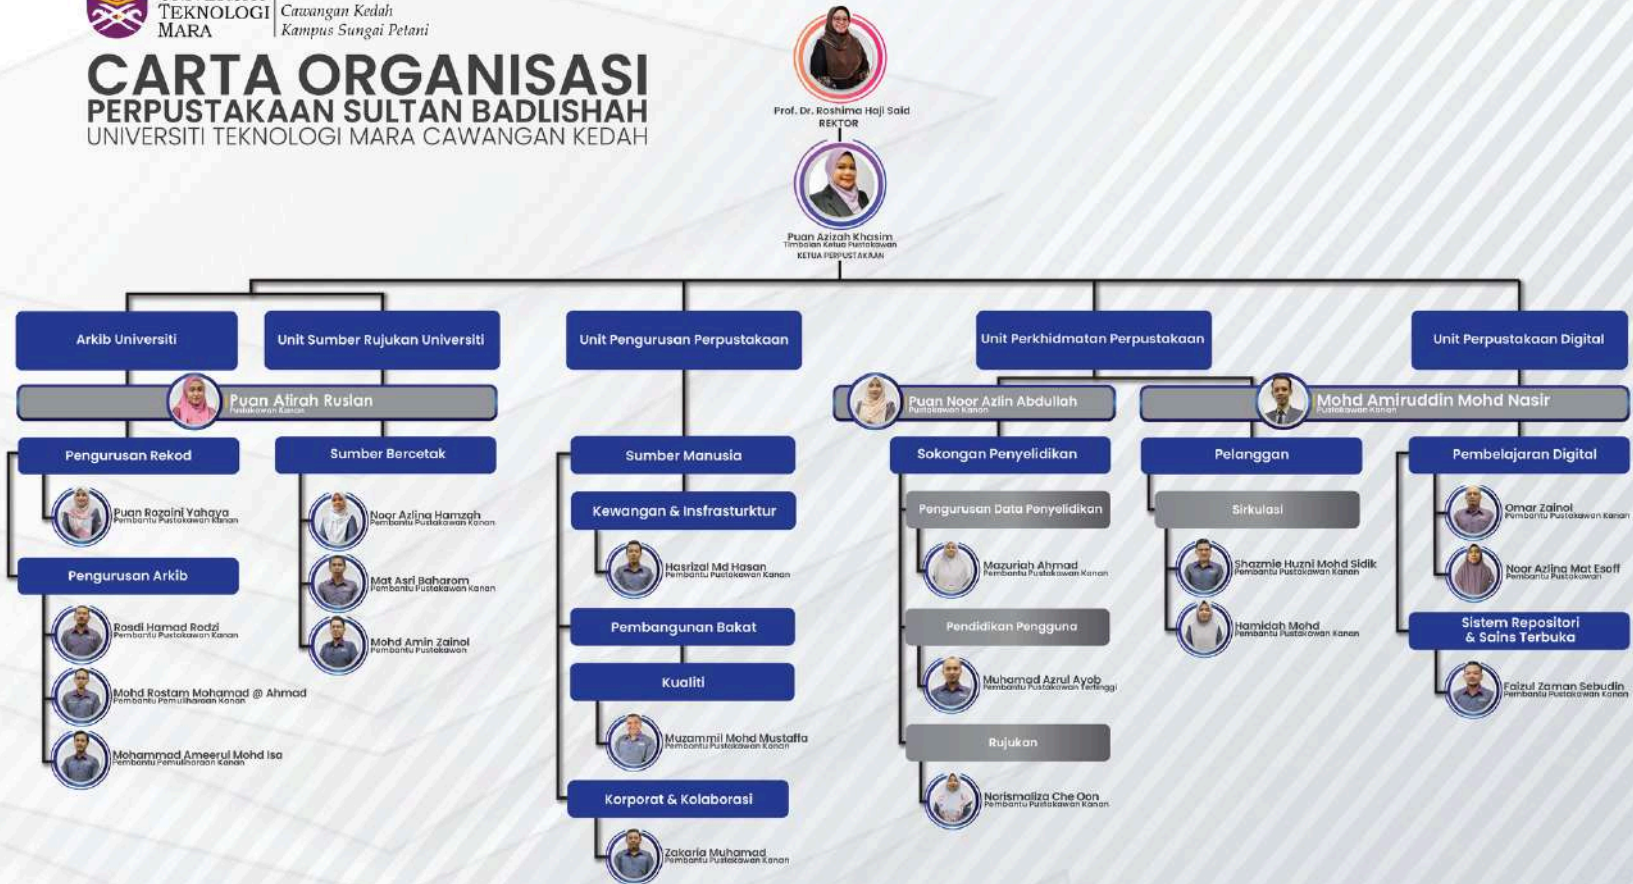 TEKNOLOGI
MARA
Cawangan Kedah
Kampus Sungai Petani
CARTA ORGANISASI
PERPUSTAKAAN SULTAN BADLISHAH
UNIVERSITI TEKNOLOGI MARA CAWANGAN KEDAH
Prof. Dr. Roshima Haji Said
REKTOR
Puan Azizah Khasim
Timbalan Ketua Pustakawan
KETUA PERPUSTAKAAN
Arkib Universiti
Unit Sumber Rujukan Universiti
Unit Pengurusan Perpustakaan
Unit Perkhidmatan Perpustakaan
Unit Perpustakaan Digital
Puan Atirah Ruslan
Pustakawan Kanan
Puan Noor Azlin Abdullah
Pustakawan Kanan
Mohd Amiruddin Mohd Nasir
Pustakawan Kanan
Pengurusan Rekod
Puan Rozaini Yahaya
Pembantu Pustakawan Kanan
Pengurusan Arkib
Rosdi Hamad Rodzi
Pembantu Pustakawan Kanan
Mohd Rostam Mohamad @ Ahmad
Pembantu Pemuliharaan Kanan
Mohammad Ameerul Mohd Isa
Pembantu Pemuliharaan Kanan
Sumber Bercetak
Noor Azlina Hamzah
Pembantu Pustakawan Kanan
Mat Asri Baharom
Pembantu Pustakawan Kanan
Mohd Amin Zainol
Pembantu Pustakawan
Sumber Manusia
Kewangan & Insfrasturktur
Hasrizal Md Hasan
Pembantu Pustakawan Kanan
Pembangunan Bakat
Kualiti
Muzammil Mohd Mustaffa
Pembantu Pustakawan Kanan
Korporat & Kolaborasi
Zakaria Muhamad
Pembantu Pustakawan Kanan
Sokongan Penyelidikan
Pengurusan Data Penyelidikan
Mazuriah Ahmad
Pembantu Pustakawan Kanan
Pendidikan Pengguna
Muhamad Azrul Ayob
Pembantu Pustakawan Tertinggi
Rujukan
Norismaliza Che Oon
Pembantu Pustakawan Kanan
Pelanggan
Sirkulasi
Shazmie Huzni Mohd Sidik
Pembantu Pustakawan Kanan
Hamidah Mohd
Pembantu Pustakawan Kanan
Pembelajaran Digital
Omar Zainol
Pembantu Pustakawan Kanan
Noor Azlina Mat Esoff
Pembantu Pustakawan
Sistem Repositori
& Sains Terbuka
Faizul Zaman Sebudin
Pembantu Pustakawan Kanan